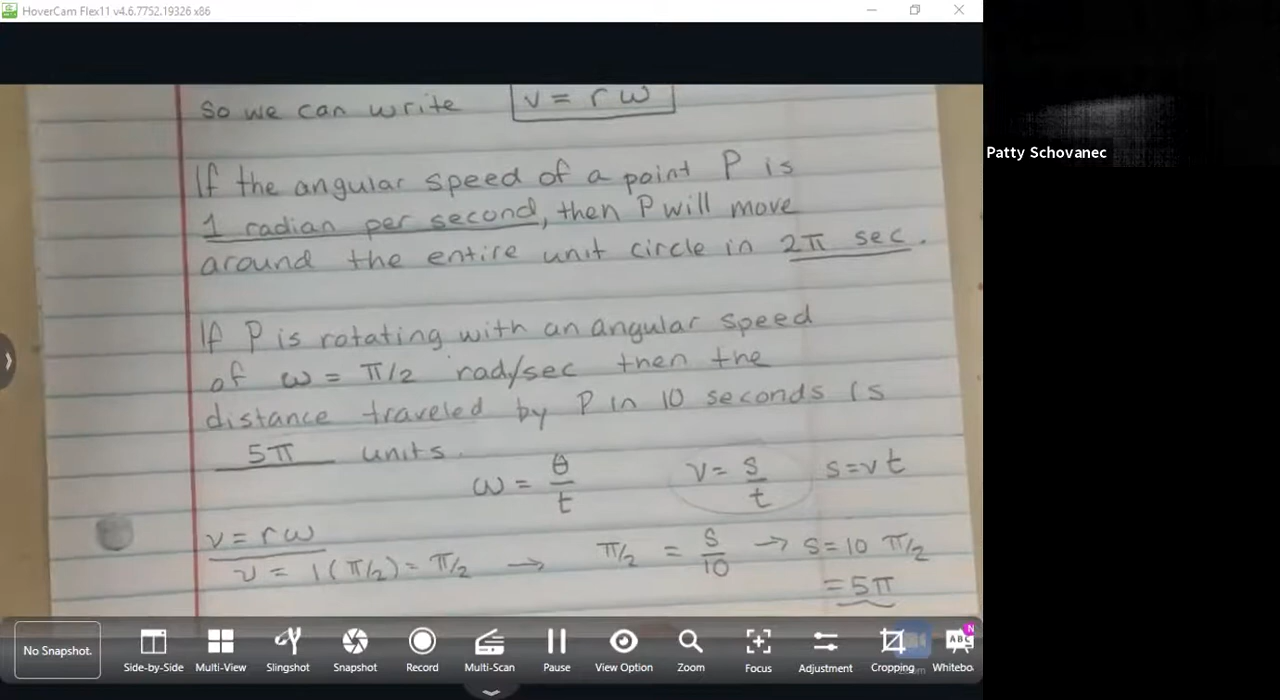 HoverCam Flex11 v4.6.7752.19326 x86
so we can write v = rω
If the angular speed of a point P is
1 radian per second, then P will move
around the entire unit circle in 2π sec.
If P is rotating with an angular speed
of ω = π/2 rad/sec then the
distance traveled by P in 10 seconds is
5π units.
ω = θ/t v = s/t s = vt
v = rω
v = 1(π/2) = π/2 → π/2 = s/10 → s = 10 π/2
= 5π
Patty Schovanec
No Snapshot.
Side-by-Side Multi-View Slingshot Snapshot Record Multi-Scan Pause View Option Zoom Focus Adjustment Cropping Whitebo
N
ABC